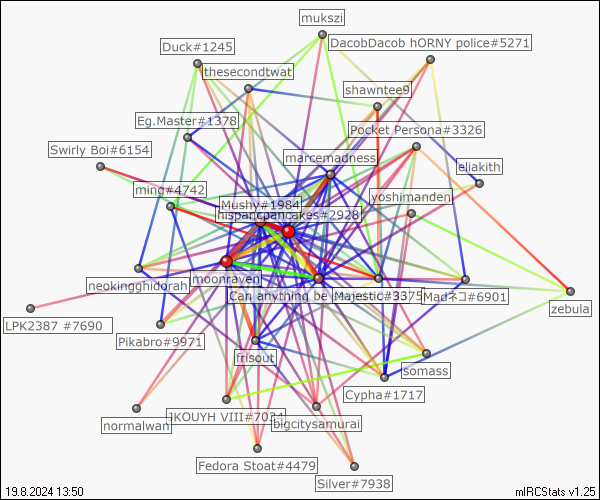 mukszi
DacobDacob hORNY police#5271
Duck#1245
thesecondtwat
shawntee9
Eg.Master#1378
Pocket Persona#3326
Swirly Boi#6154
marcemadness
eliakith
ming#4742
yoshimanden
Mushy#1984
hispanicpancakes#2928
moonraven
neokingghidorah
Can anything be
Majestic#3375
Madネコ#6901
zebula
LPK2387 #7690
Pikabro#9971
frisout
somass
Cypha#1717
normalwan
JKOUYH VIII#7034
bigcitysamurai
Fedora Stoat#4479
Silver#7938
19.8.2024 13:50
mIRCStats v1.25